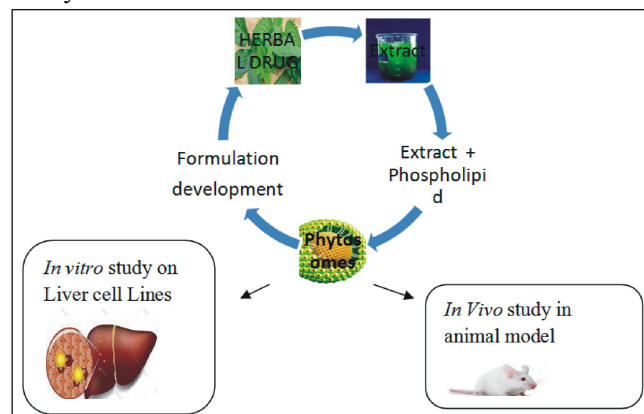 HERBA
L DRUG
Extract
Extract +
Phospholipi
d
Phytos
omes
Formulation
development
In vitro study on
Liver cell Lines
In Vivo study in
animal model